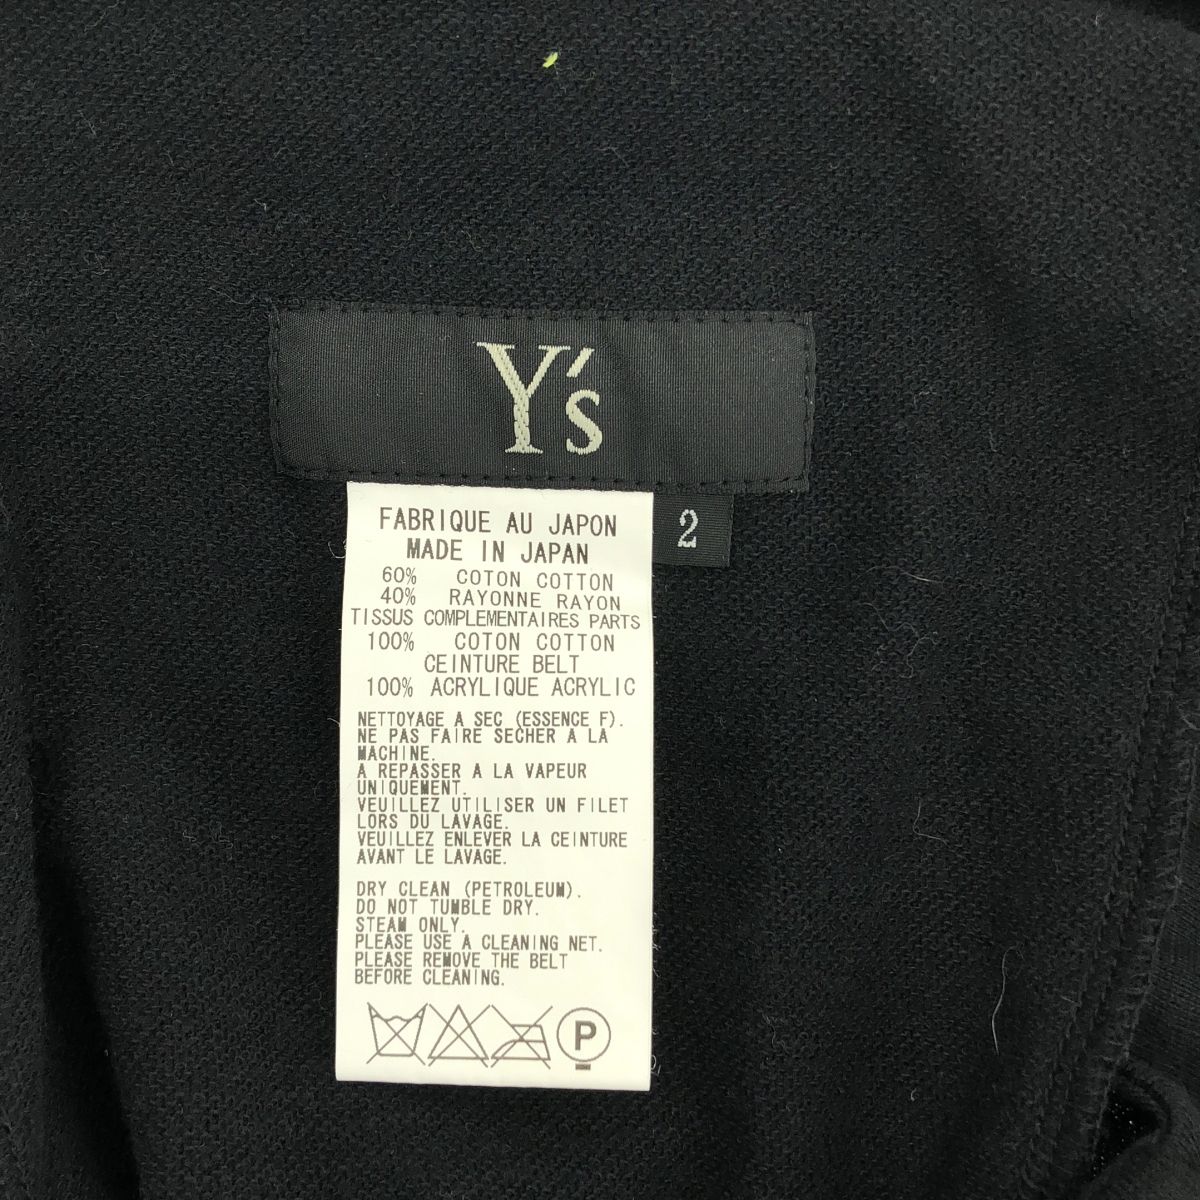 Y's
2
FABRIQUE AU JAPON
MADE IN JAPAN
60% COTON COTTON
40% RAYONNE RAYON
TISSUS COMPLEMENTAIRES PARTS
100% COTON COTTON
CEINTURE BELT
100% ACRYLIQUE ACRYLIC
NETTOYAGE A SEC (ESSENCE F).
NE PAS FAIRE SECHER A LA
MACHINE.
A REPASSER A LA VAPEUR
UNIQUEMENT.
VEUILLEZ UTILISER UN FILET
LORS DU LAVAGE.
VEUILLEZ ENLEVER LA CEINTURE
AVANT LE LAVAGE.
DRY CLEAN (PETROLEUM).
DO NOT TUMBLE DRY.
STEAM ONLY.
PLEASE USE A CLEANING NET.
PLEASE REMOVE THE BELT
BEFORE CLEANING.
P